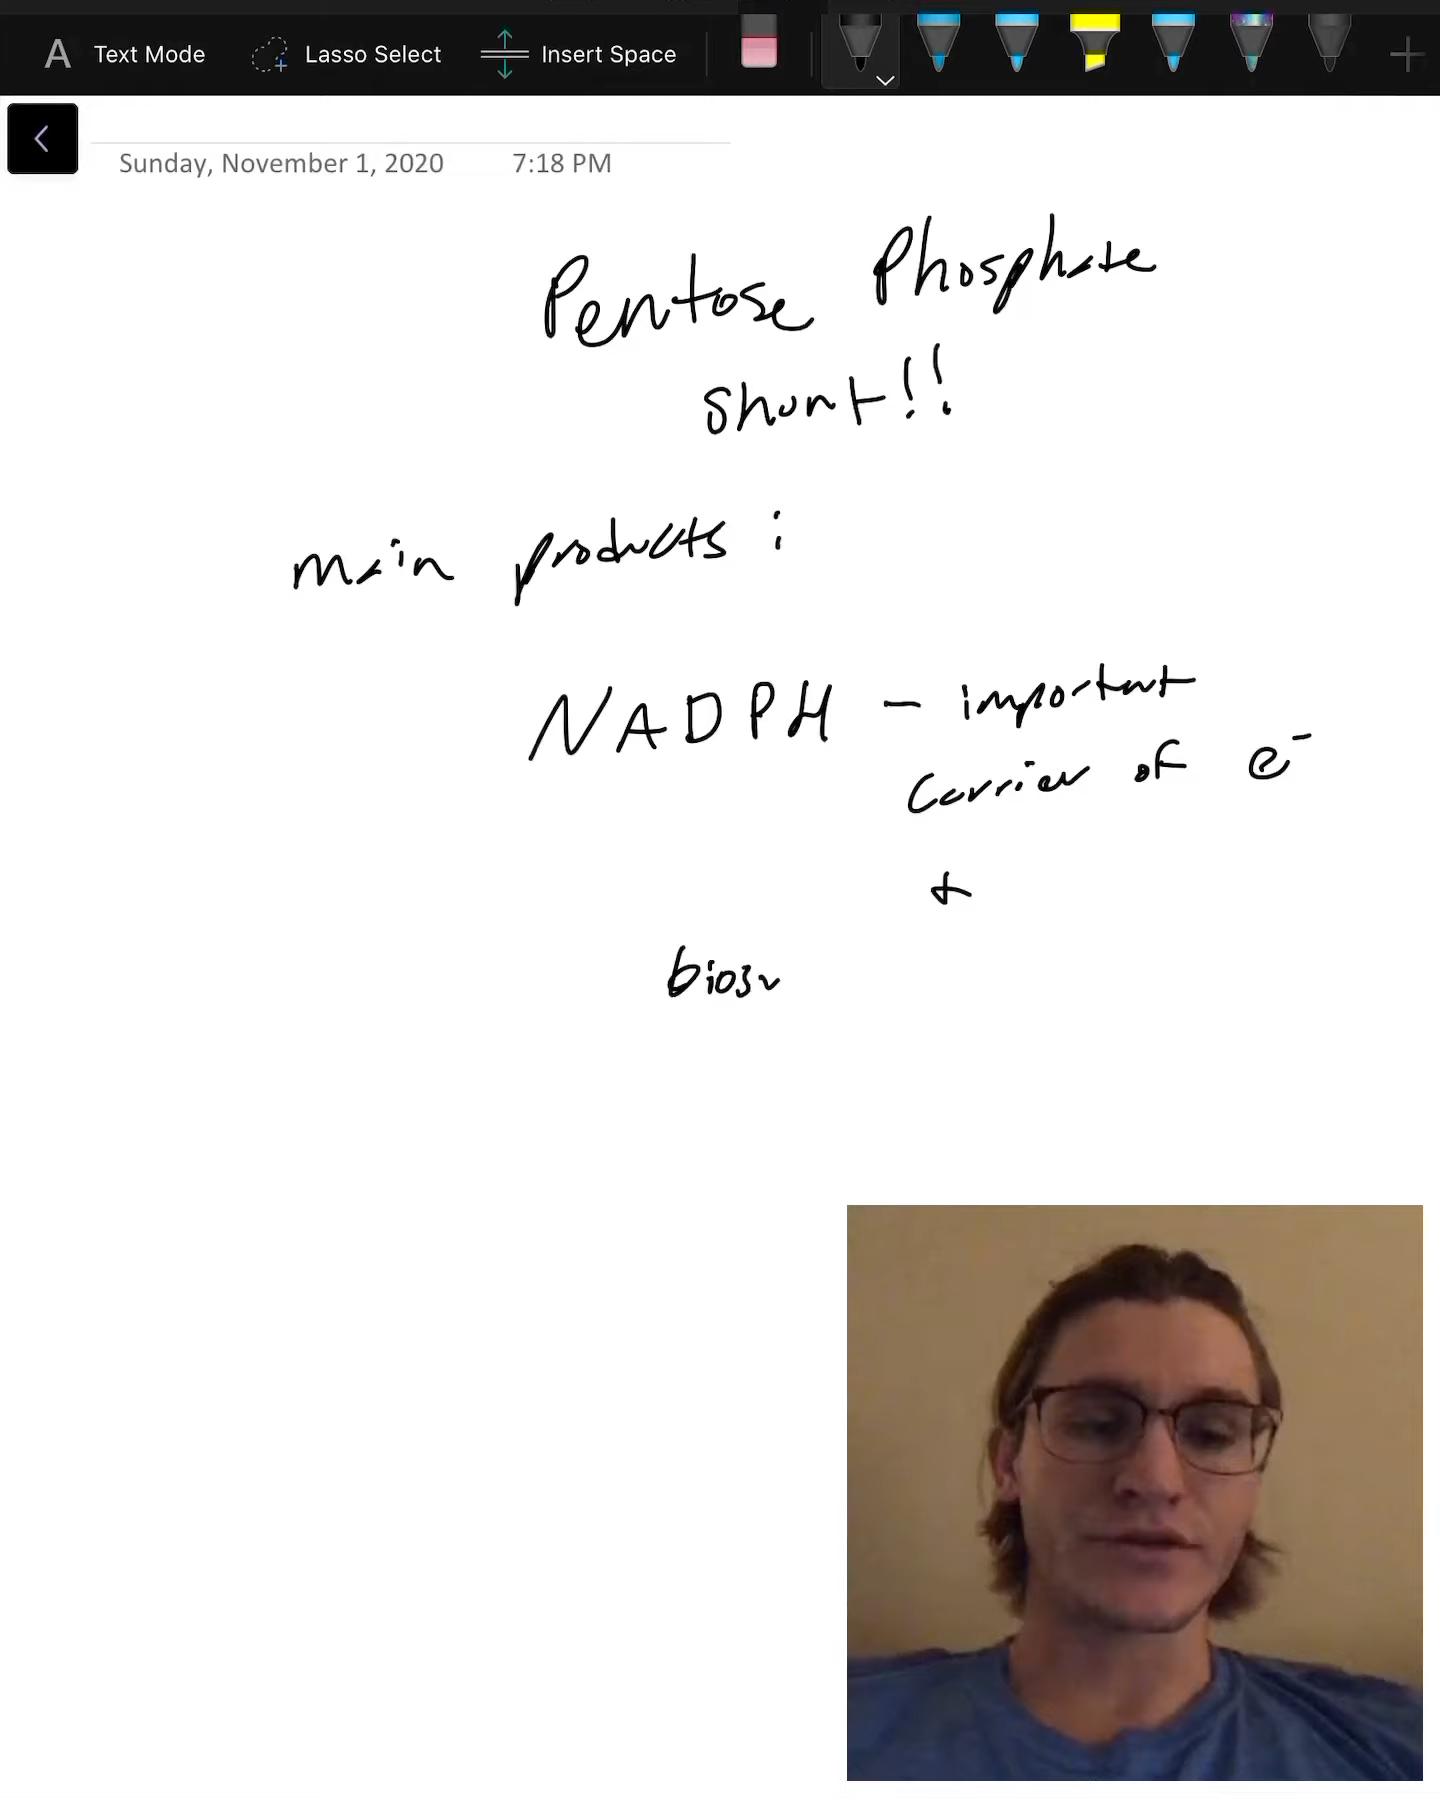 A Text Mode Lasso Select Insert Space
Sunday, November 1, 2020 7:18 PM
Pentose Phosphate
shunt!!
main products :
NADPH - important
carrier of e-
+
bios